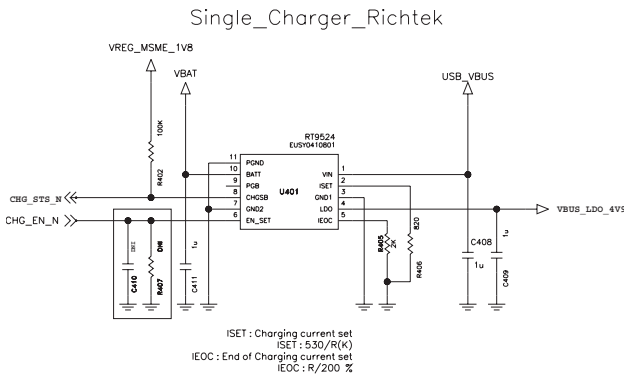 Single_Charger_Richtek
VREG_MSME_1V8
VBAT
USB_VBUS
100K
R402
RT9524
EUSY0410801
U401
11 PGND
10 BATT
9 PGB
8 CHGSB
7 GND2
6 EN_SET
VIN 1
ISET 2
GND1 3
LDO 4
IEOC 5
CHG_STS_N
CHG_EN_N
VBUS_LDO_4V9
DNI
C410
DNI
R407
1u
C411
R405
2K
820
R406
C408
1u
1u
C409
ISET : Charging current set
ISET : 530/R(K)
IEOC : End of Charging current set
IEOC : R/200 %